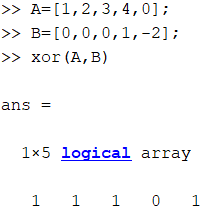 >> A=[1,2,3,4,0];
>> B=[0,0,0,1,-2];
>> xor(A,B)
ans =
1×5 logical array
1 1 1 0 1